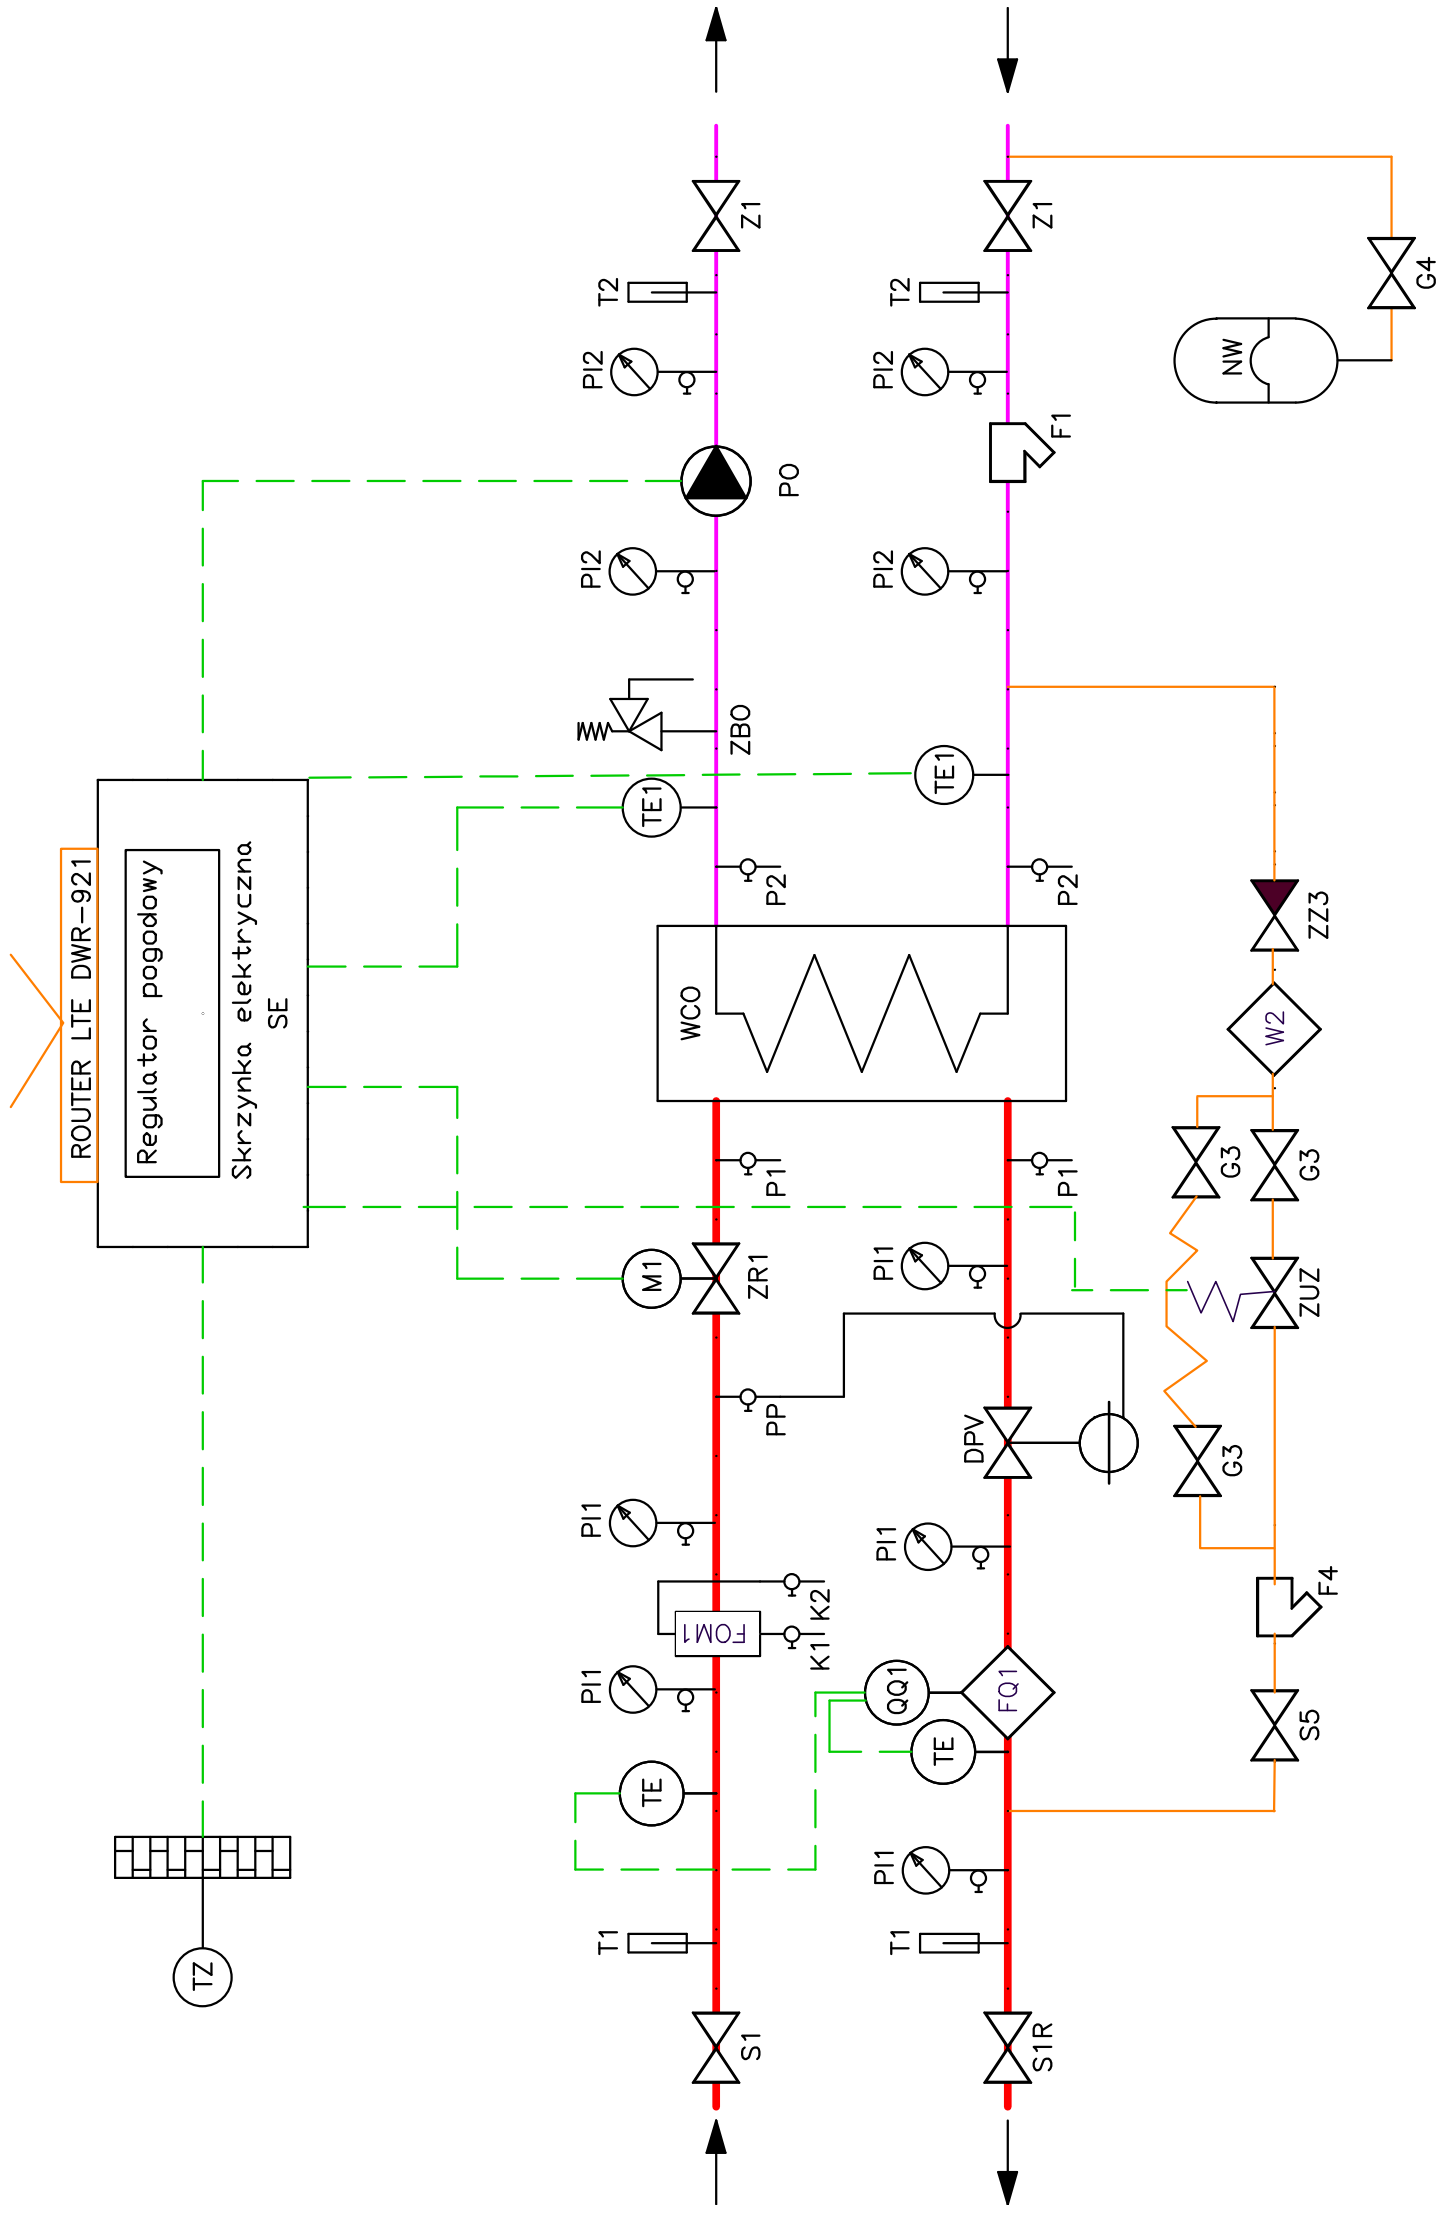 ROUTER LTE DWR-921
Regulator pogodowy
Skrzynka elektryczna
SE
TZ
S1
T1
TE
PI1
FOM1
K1
K2
PI1
PP
M1
ZR1
P1
WCO
P2
TE1
ZBO
PI2
PO
PI2
T2
Z1
S1R
T1
PI1
TE
QQ1
FQ1
PI1
DPV
PI1
P1
P2
TE1
PI2
F1
PI2
T2
Z1
S5
F4
G3
ZUZ
G3
G3
W2
ZZ3
NW
G4